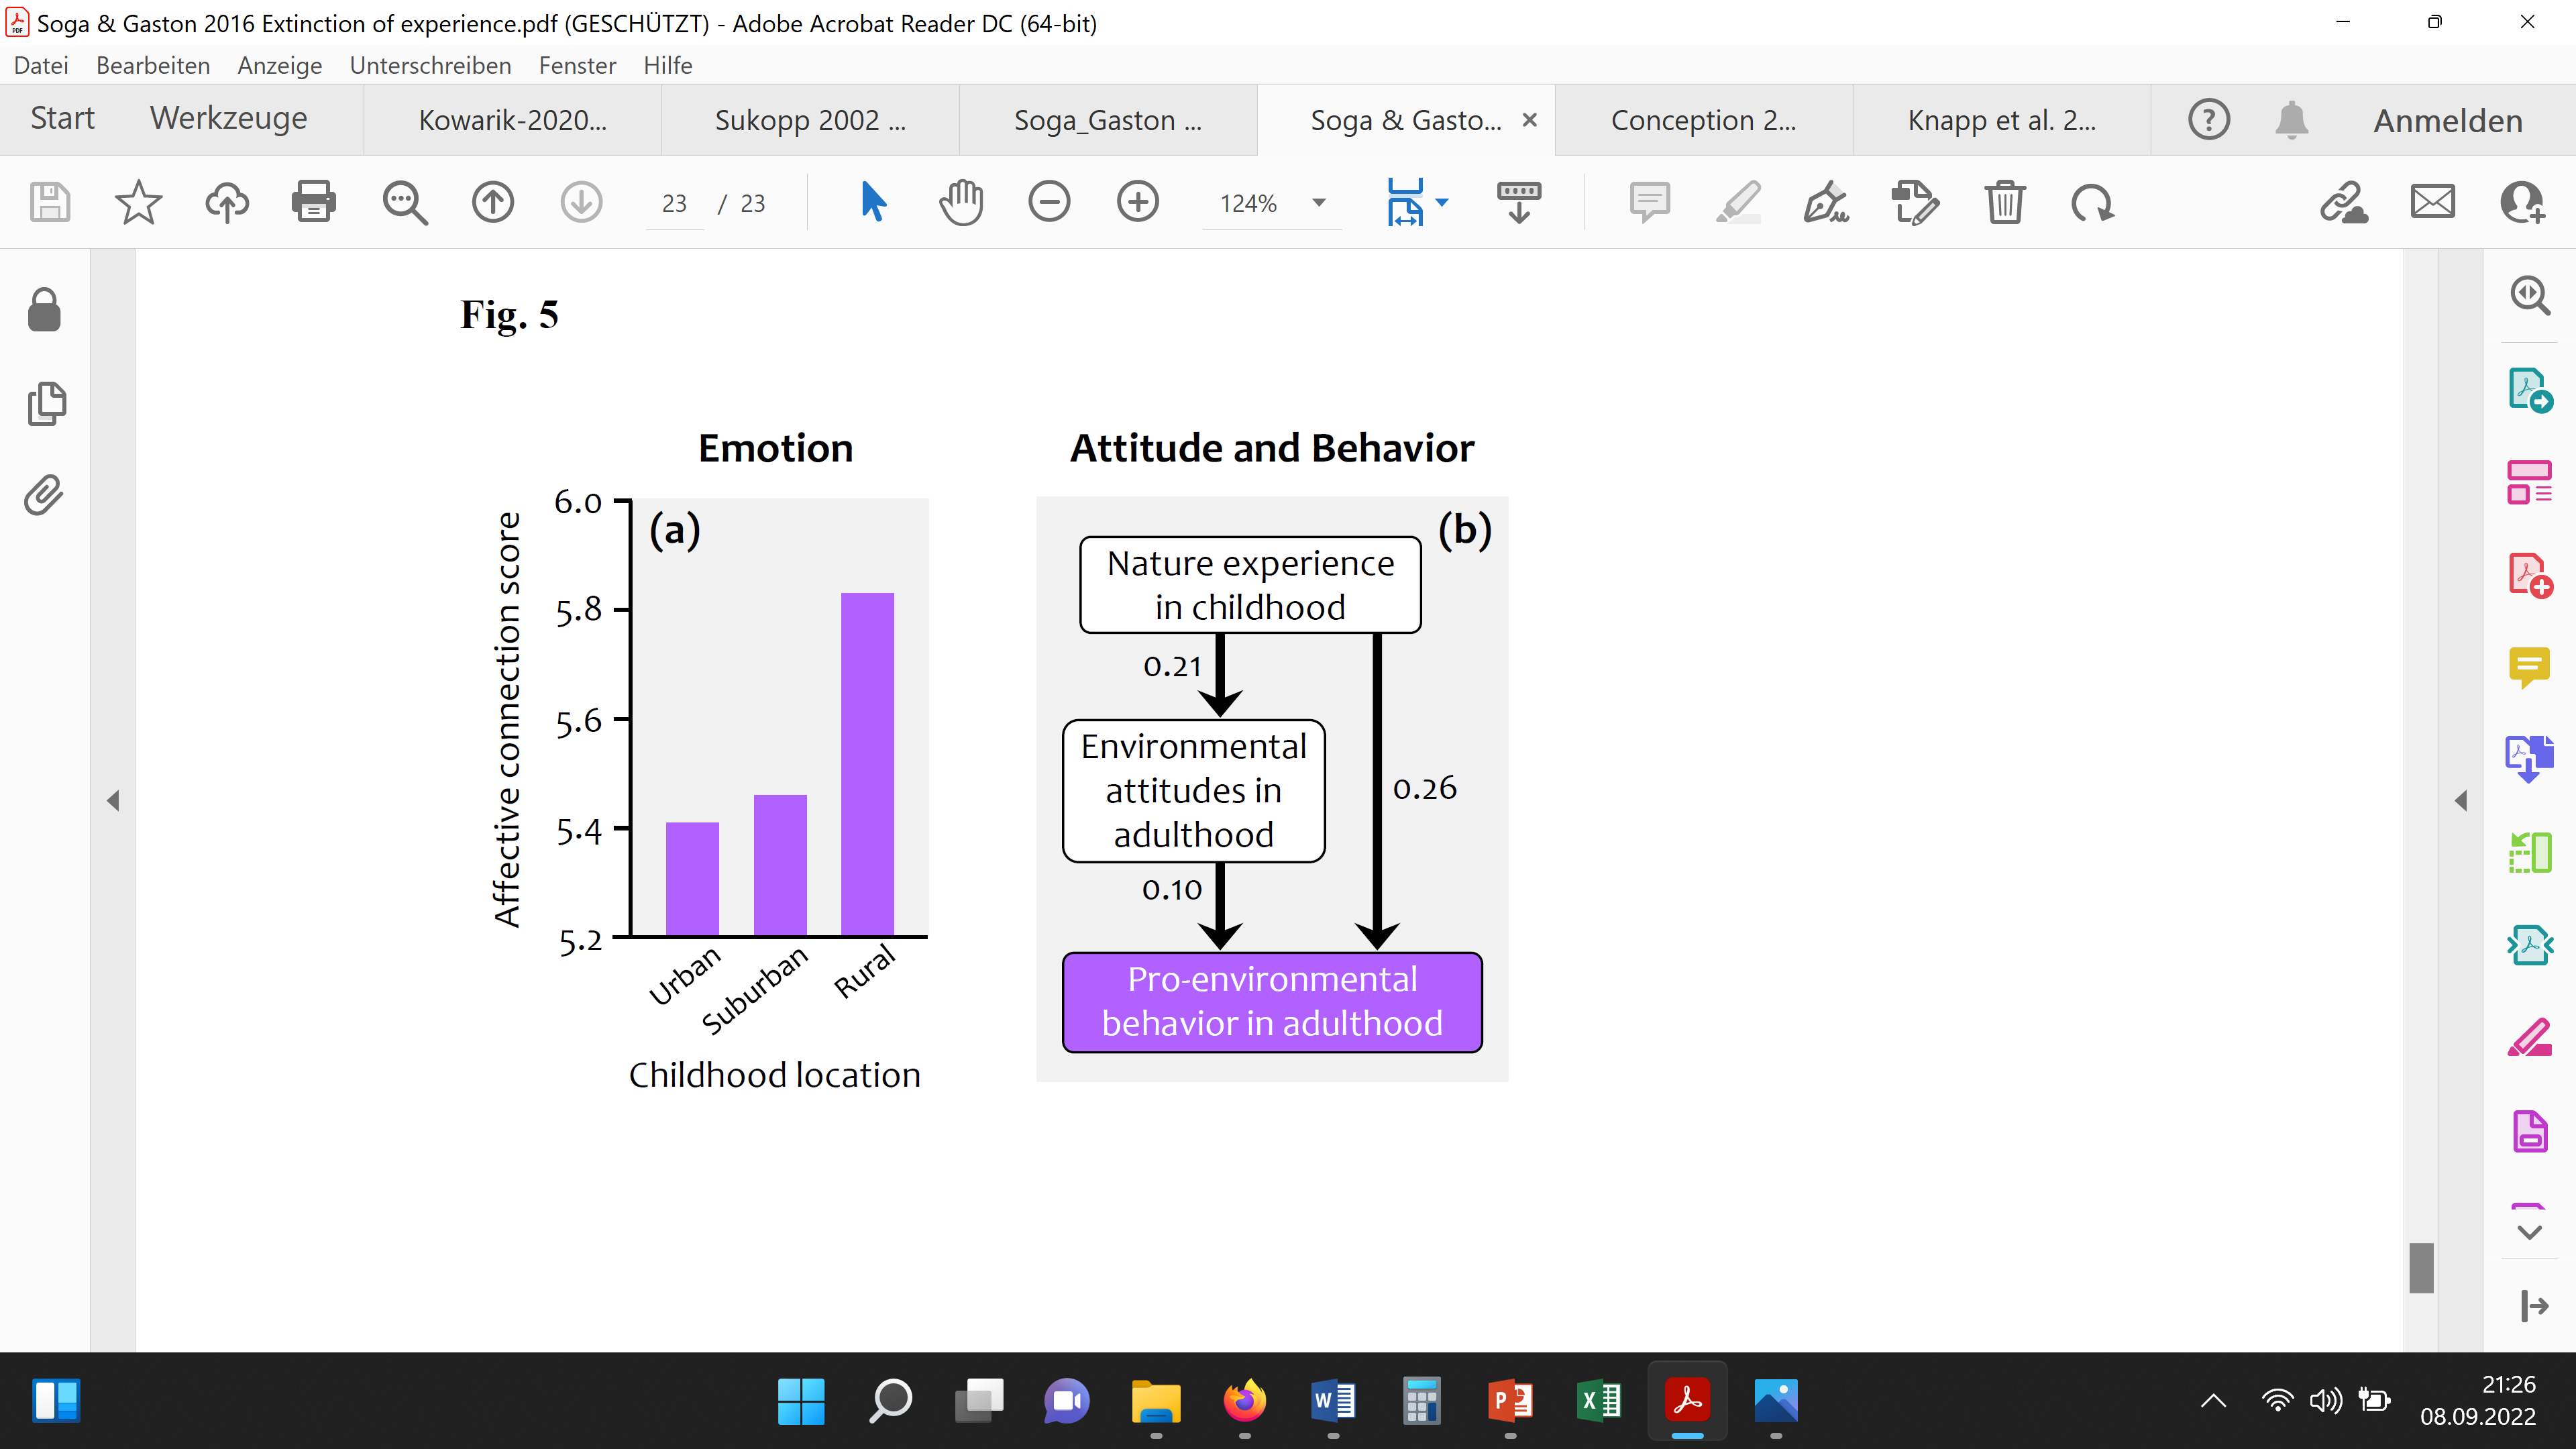 Soga & Gaston 2016 Extinction of experience.pdf (GESCHÜTZT) - Adobe Acrobat Reader DC (64-bit)
Datei Bearbeiten Anzeige Unterschreiben Fenster Hilfe
Start Werkzeuge Kowarik-2020... Sukopp 2002 ... Soga_Gaston ... Soga & Gasto... Conception 2... Knapp et al. 2... Anmelden
23 / 23 124%
Fig. 5
Emotion
Affective connection score
6.0
5.8
5.6
5.4
5.2
(a)
Urban
Suburban
Rural
Childhood location
Attitude and Behavior
(b)
Nature experience
in childhood
0.21
Environmental
attitudes in
adulthood
0.26
0.10
Pro-environmental
behavior in adulthood
21:26
08.09.2022